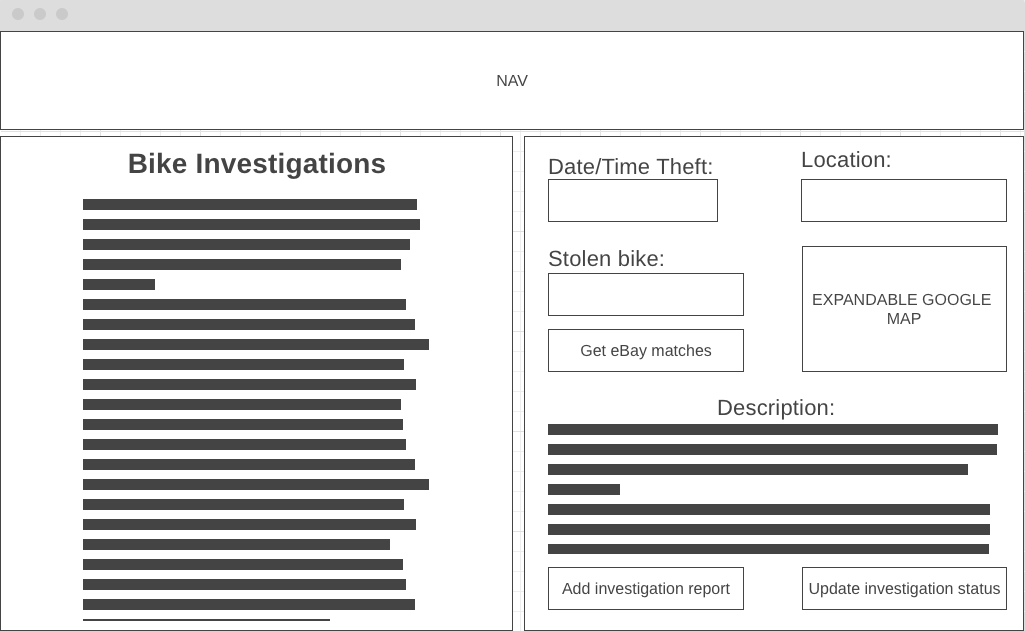 NAV
Bike Investigations
Date/Time Theft:
Location:
Stolen bike:
Get eBay matches
EXPANDABLE GOOGLE
MAP
Description:
Add investigation report
Update investigation status